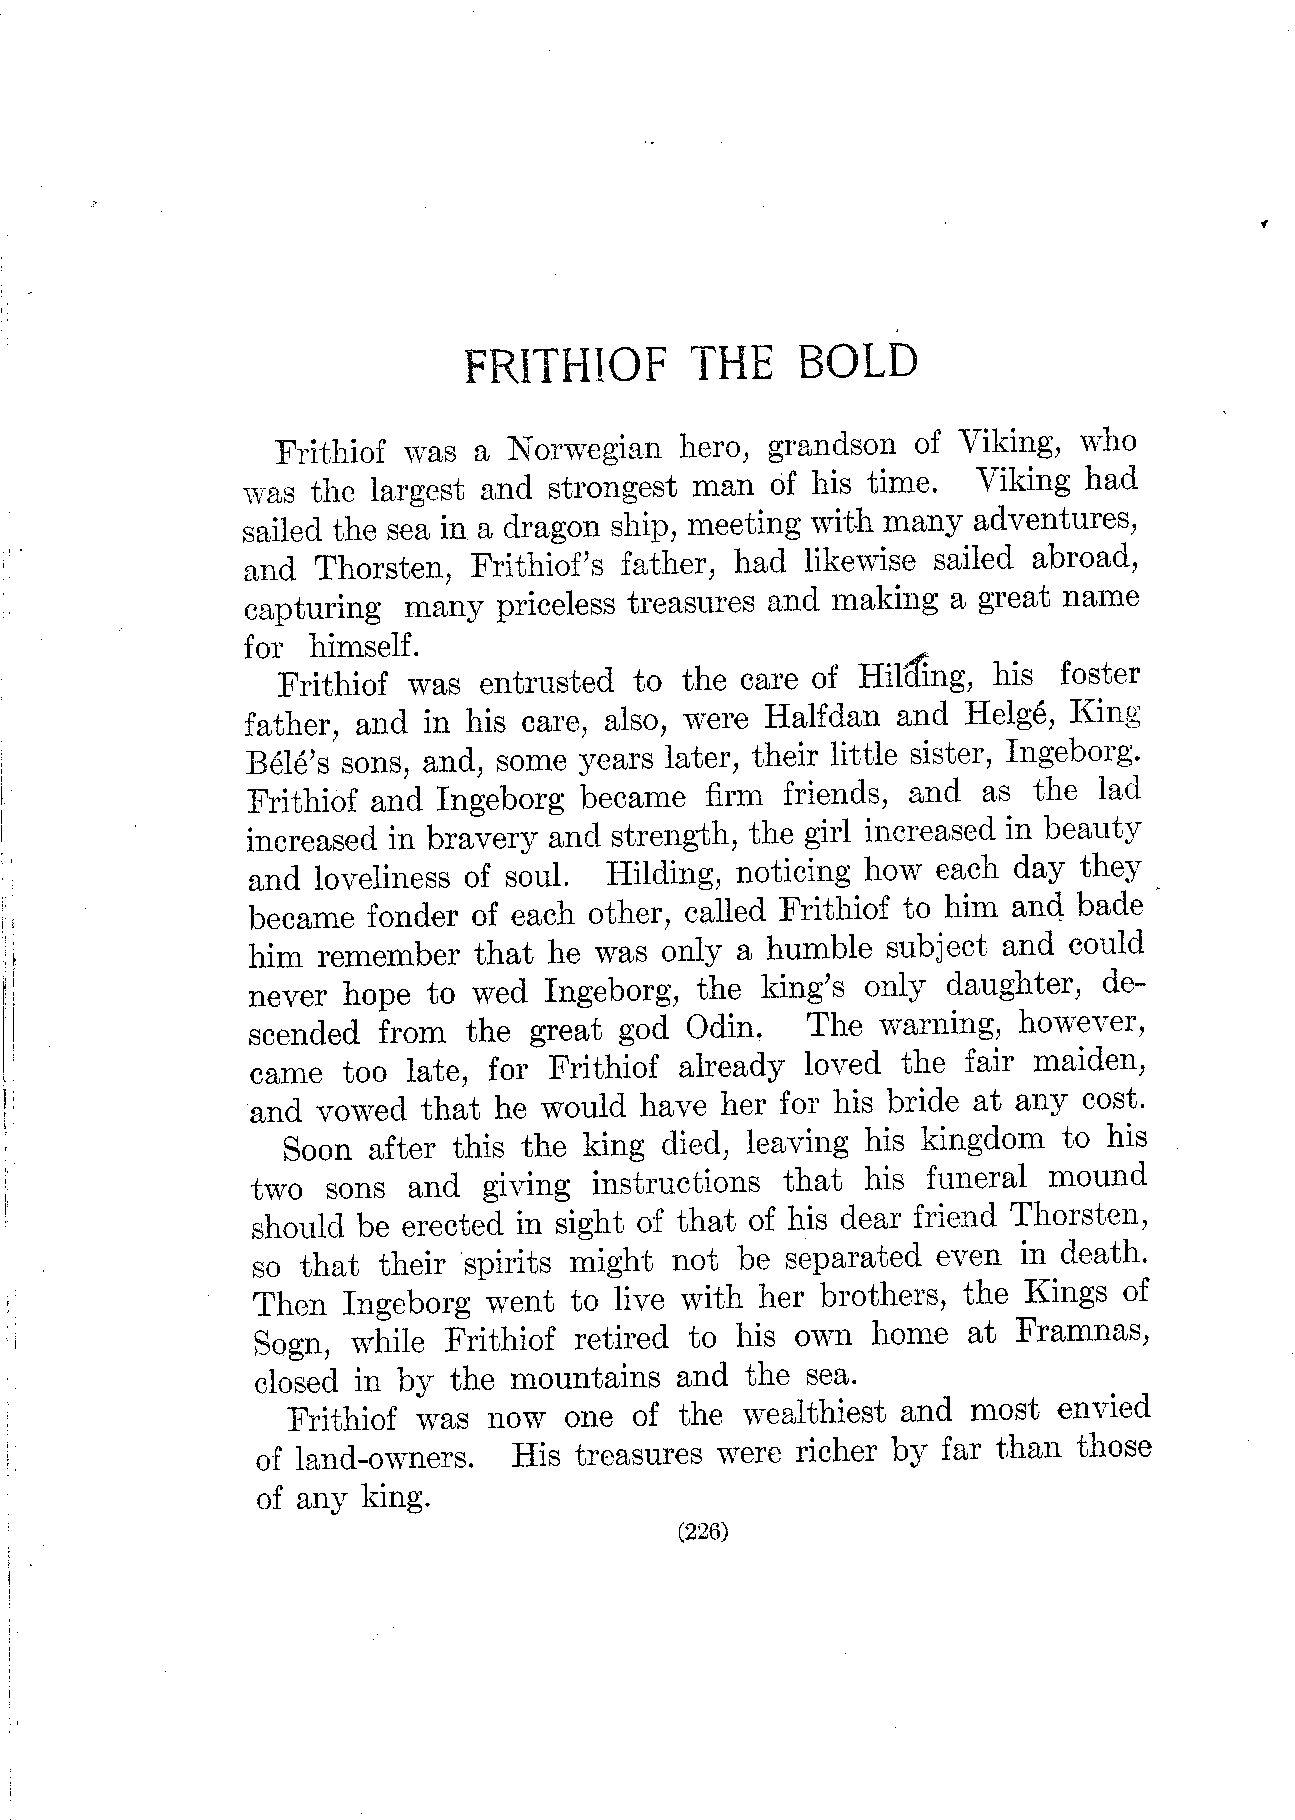 FRITHIOF THE BOLD
Frithiof was a Norwegian hero, grandson of Viking, who
was the largest and strongest man of his time. Viking had
sailed the sea in a dragon ship, meeting with many adventures,
and Thorsten, Frithiof's father, had likewise sailed abroad,
capturing many priceless treasures and making a great name
for himself.
Frithiof was entrusted to the care of Hilding, his foster
father, and in his care, also, were Halfdan and Helgé, King
Bélé's sons, and, some years later, their little sister, Ingeborg.
Frithiof and Ingeborg became firm friends, and as the lad
increased in bravery and strength, the girl increased in beauty
and loveliness of soul. Hilding, noticing how each day they
became fonder of each other, called Frithiof to him and bade
him remember that he was only a humble subject and could
never hope to wed Ingeborg, the king's only daughter, de-
scended from the great god Odin. The warning, however,
came too late, for Frithiof already loved the fair maiden,
and vowed that he would have her for his bride at any cost.
Soon after this the king died, leaving his kingdom to his
two sons and giving instructions that his funeral mound
should be erected in sight of that of his dear friend Thorsten,
so that their spirits might not be separated even in death.
Then Ingeborg went to live with her brothers, the Kings of
Sogn, while Frithiof retired to his own home at Framnas,
closed in by the mountains and the sea.
Frithiof was now one of the wealthiest and most envied
of land-owners. His treasures were richer by far than those
of any king.
(226)